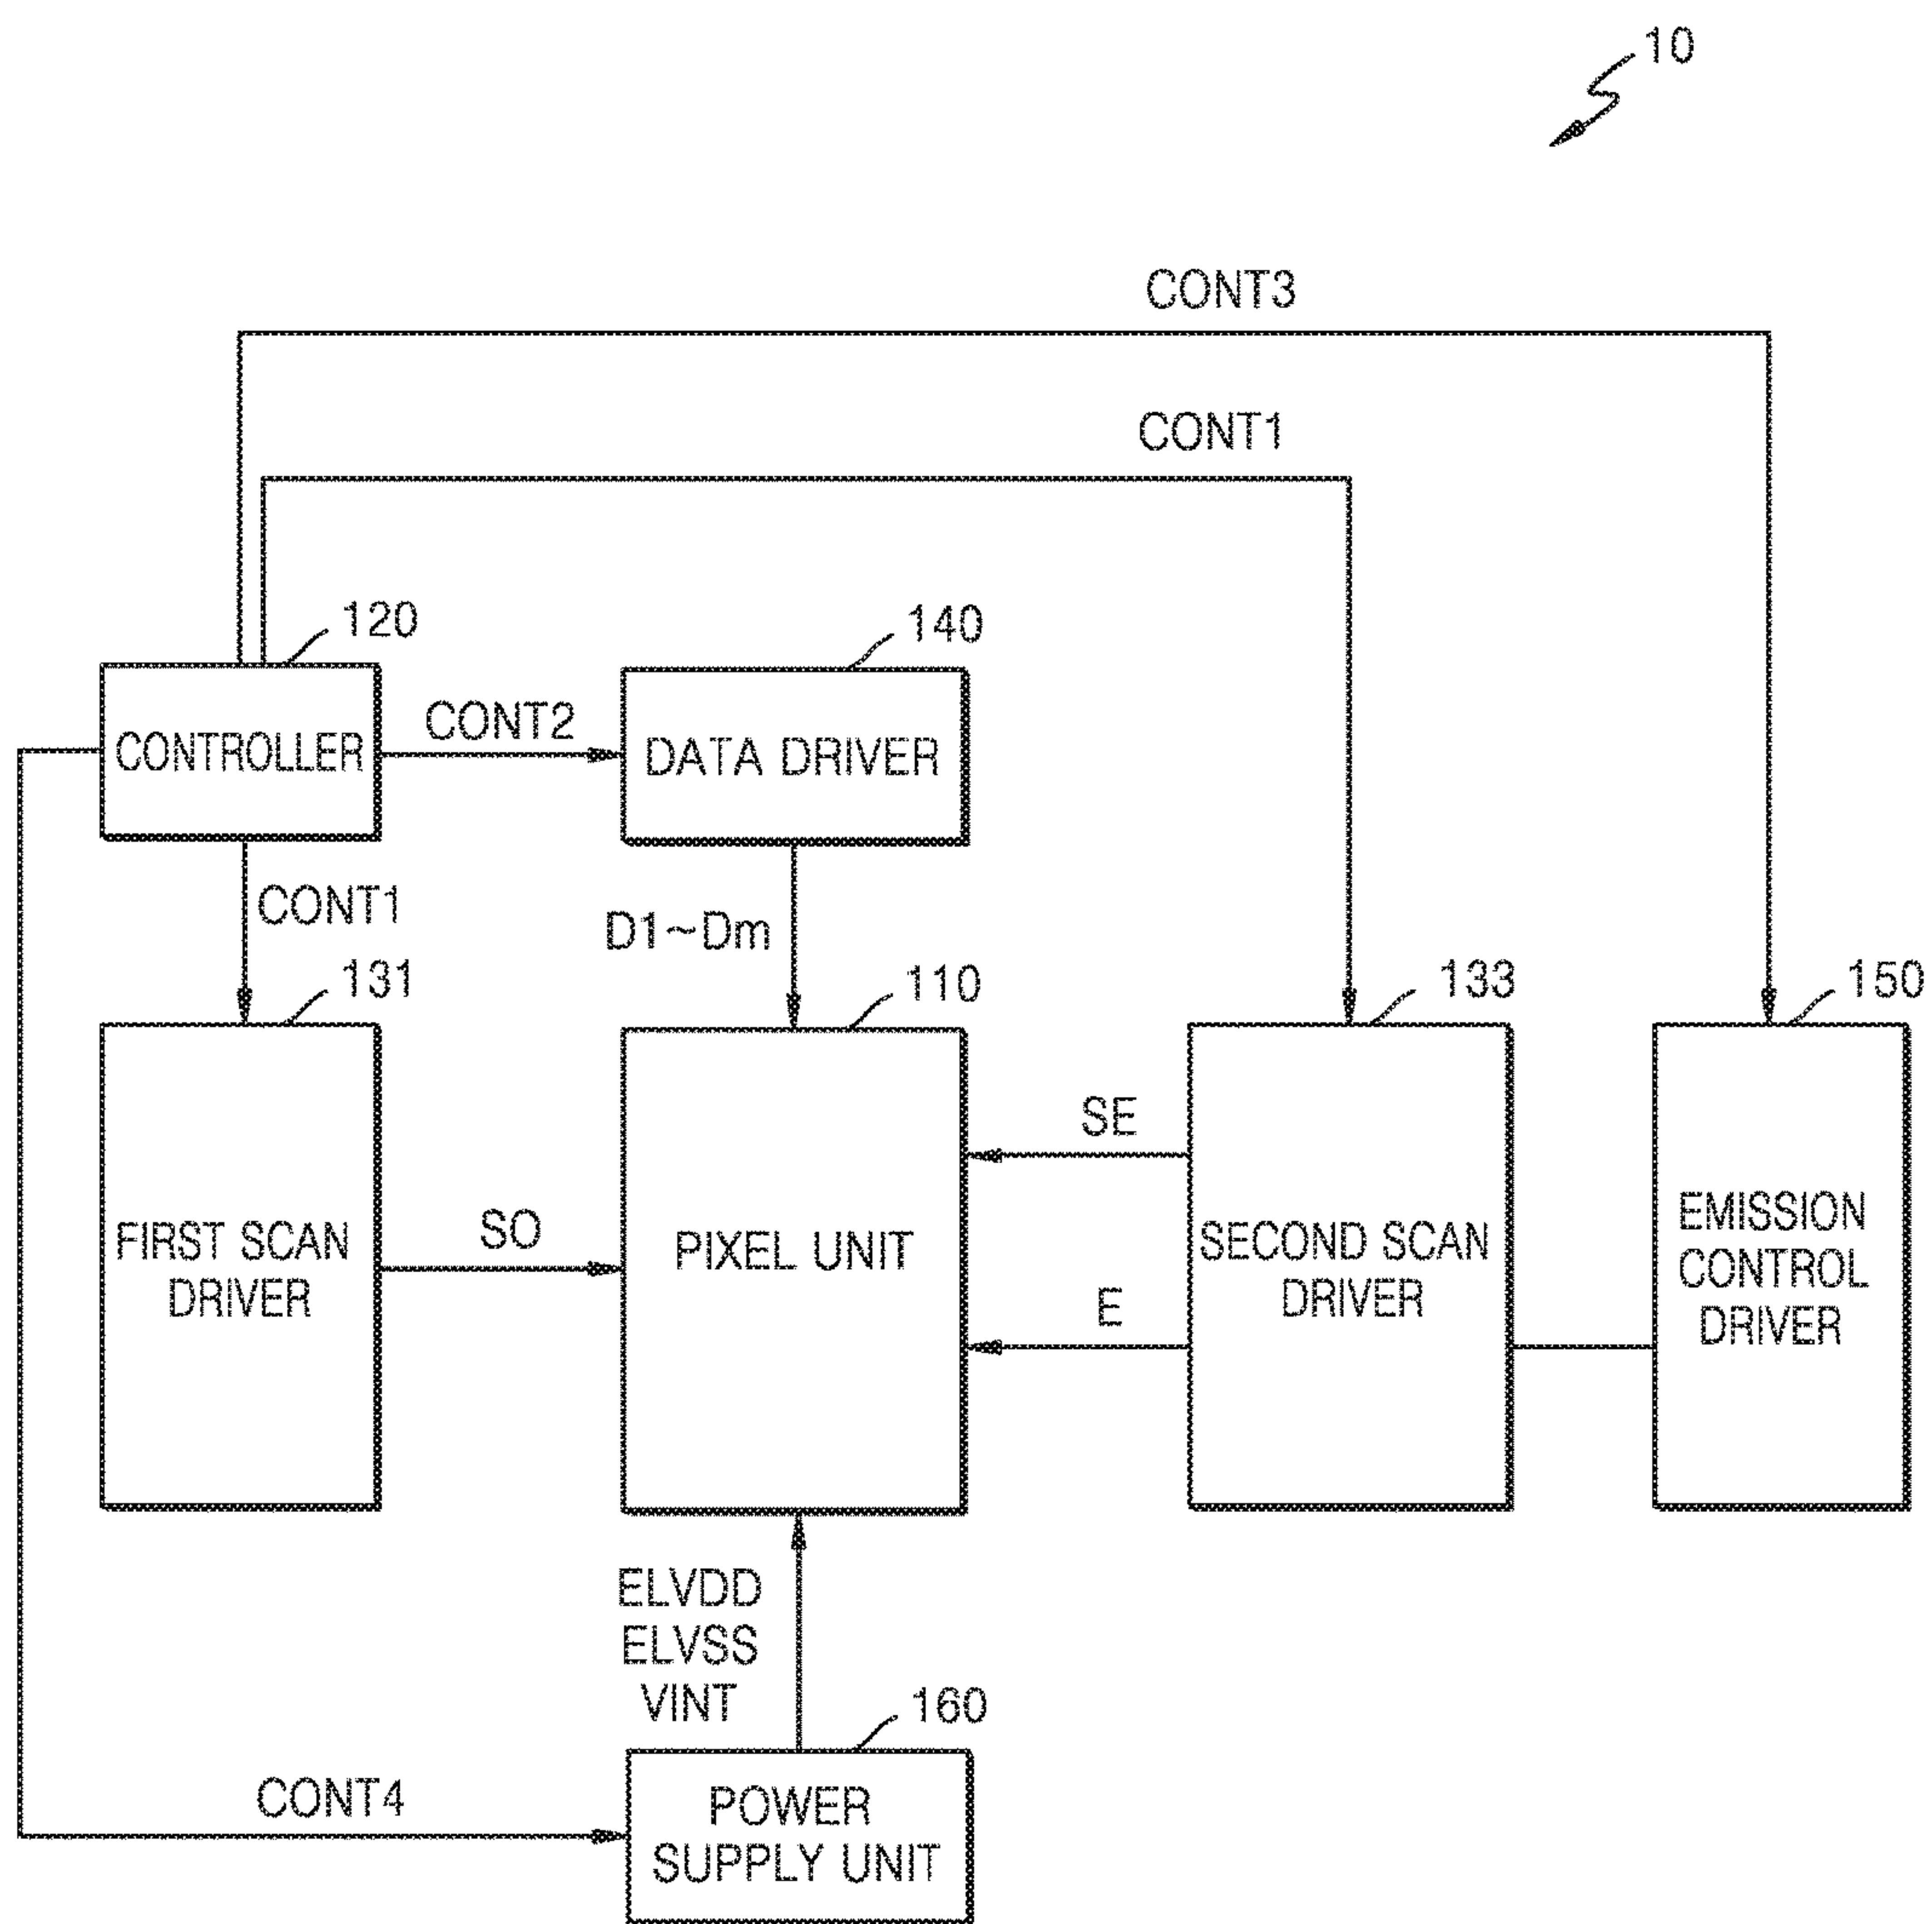 10
CONT3
CONT1
120
140
CONTROLLER
CONT2
DATA DRIVER
CONT1
D1~Dm
131
110
133
150
FIRST SCAN
DRIVER
SO
PIXEL UNIT
SE
E
SECOND SCAN
DRIVER
EMISSION
CONTROL
DRIVER
ELVDD
ELVSS
VINT
160
CONT4
POWER
SUPPLY UNIT